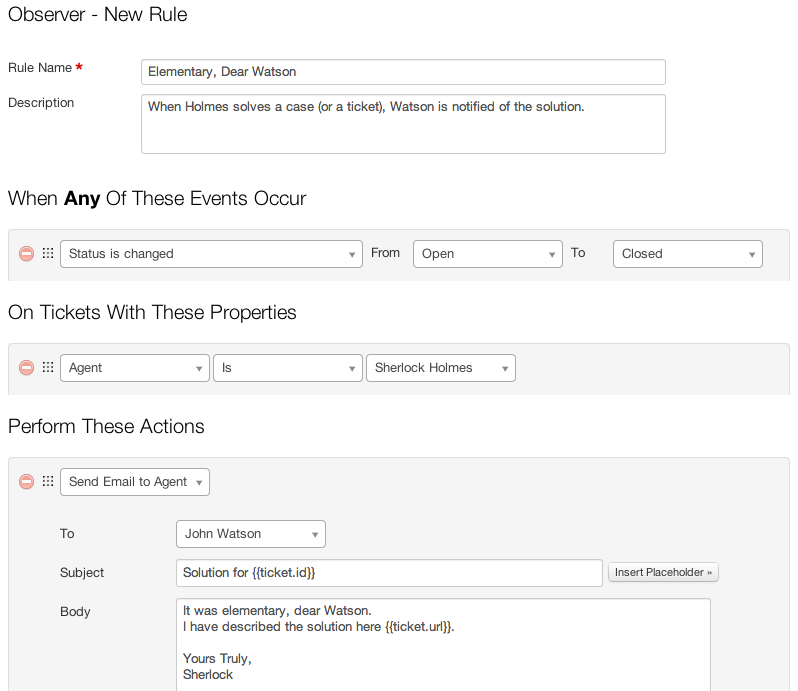 Observer - New Rule
Rule Name *
Elementary, Dear Watson
Description
When Holmes solves a case (or a ticket), Watson is notified of the solution.
When Any Of These Events Occur
Status is changed From Open To Closed
On Tickets With These Properties
Agent Is Sherlock Holmes
Perform These Actions
Send Email to Agent
To John Watson
Subject Solution for {{ticket.id}} Insert Placeholder »
Body
It was elementary, dear Watson.
I have described the solution here {{ticket.url}}.
Yours Truly,
Sherlock